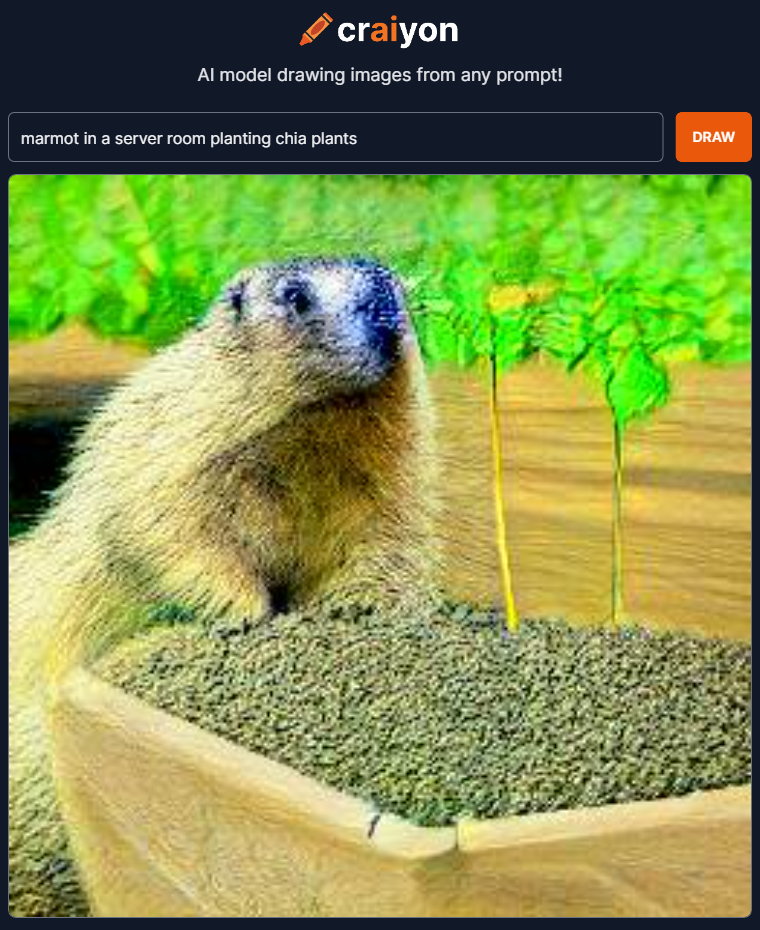 craiyon
AI model drawing images from any prompt!
marmot in a server room planting chia plants
DRAW